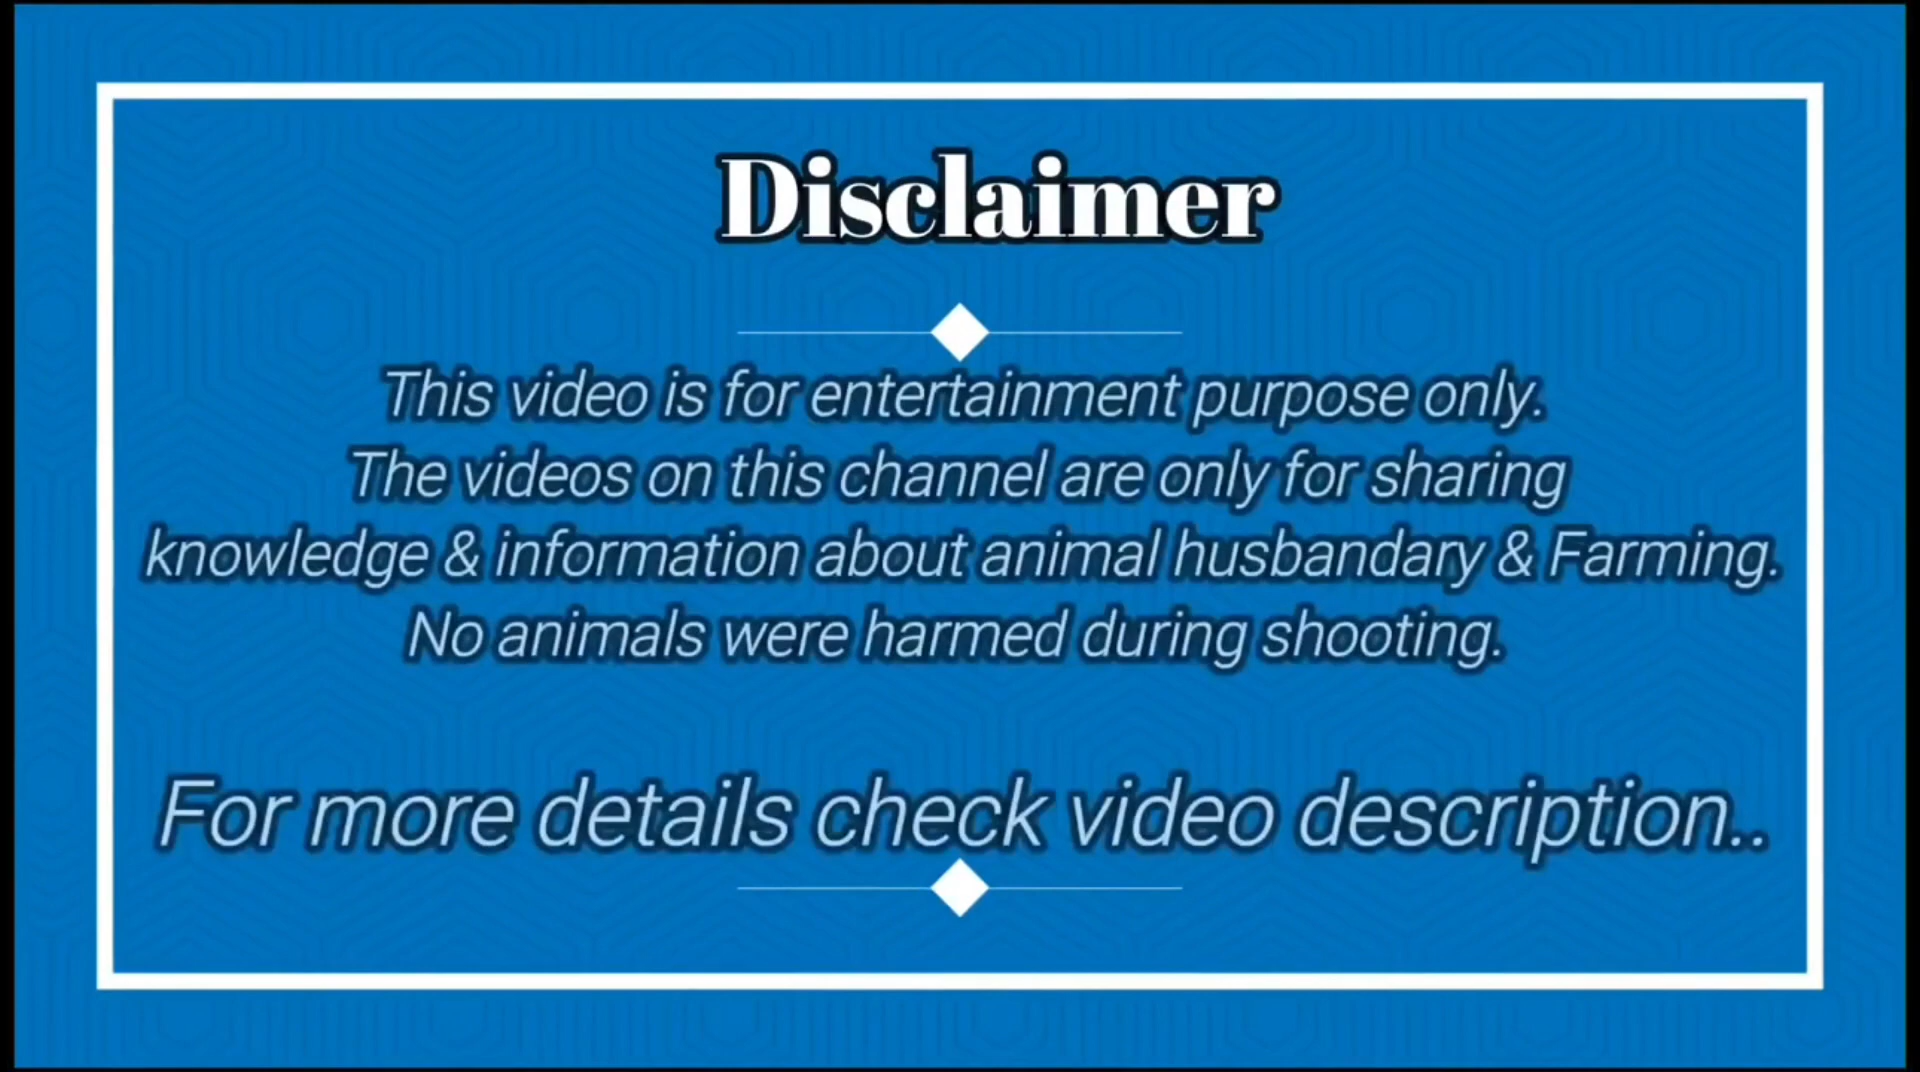 Disclaimer
This video is for entertainment purpose only.
The videos on this channel are only for sharing
knowledge & information about animal husbandary & Farming.
No animals were harmed during shooting.
For more details check video description..